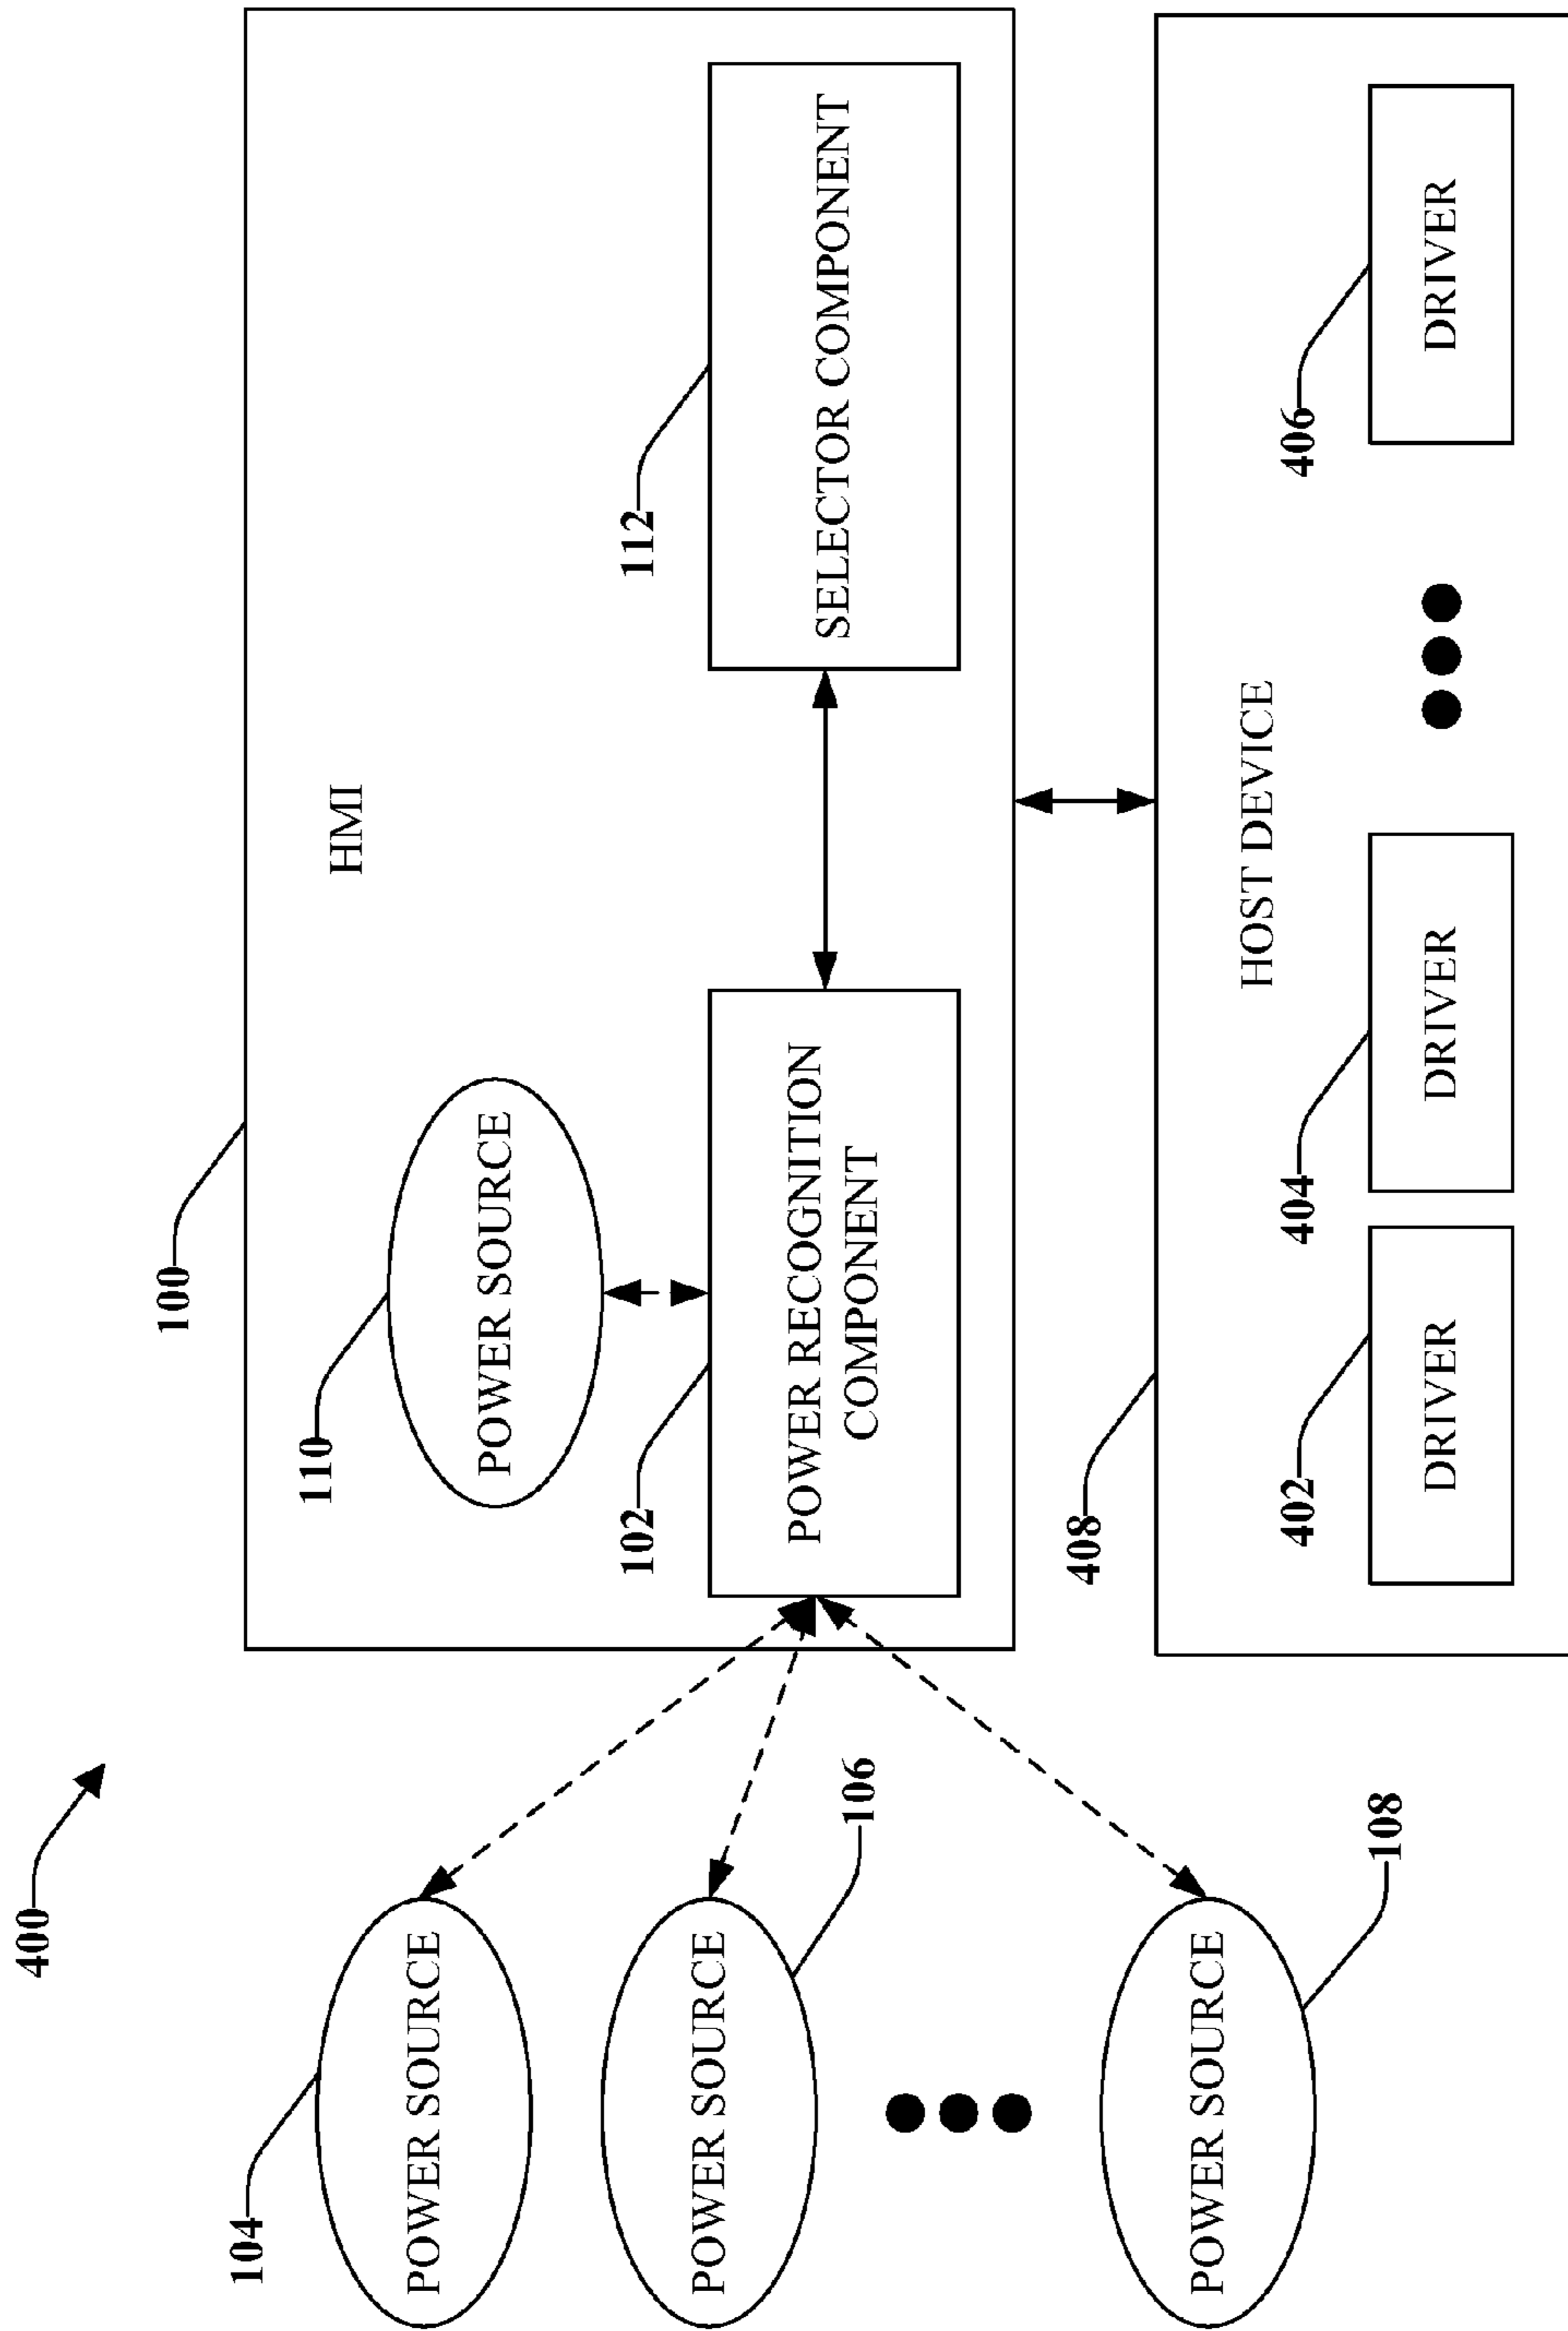 400
100
HMI
104
POWER SOURCE
110
POWER SOURCE
112
SELECTOR COMPONENT
102
POWER RECOGNITION
COMPONENT
POWER SOURCE
106
408
HOST DEVICE
POWER SOURCE
108
402
DRIVER
404
DRIVER
406
DRIVER